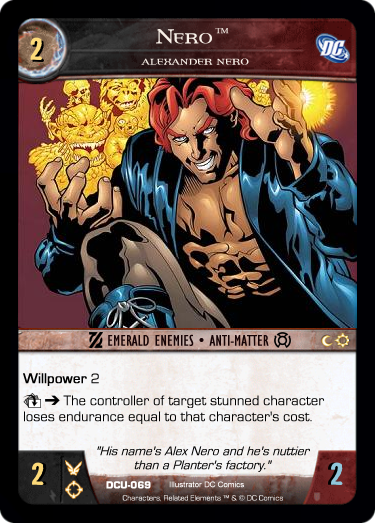 2
Nero™
ALEXANDER NERO
DC
EMERALD ENEMIES • ANTI-MATTER
Willpower 2
➔ The controller of target stunned character
loses endurance equal to that character's cost.
"His name's Alex Nero and he's nuttier
than a Planter's factory."
2
DCU-069
Illustrator DC Comics
2
Characters, Related Elements ™ & © DC Comics